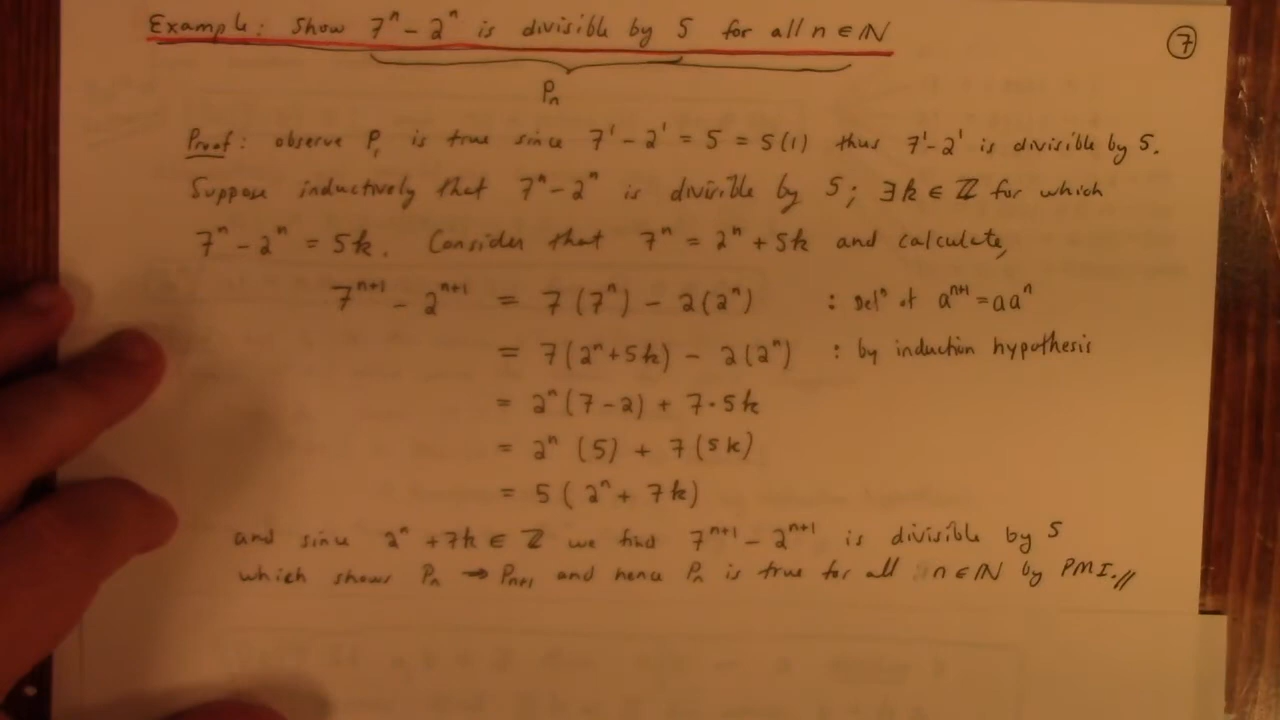 Example: Show 7ⁿ − 2ⁿ is divisible by 5 for all n ∈ ℕ
⑦
Pₙ
Proof: observe P₁ is true since 7¹ − 2¹ = 5 = 5(1) thus 7¹−2¹ is divisible by 5.
Suppose inductively that 7ⁿ − 2ⁿ is divisible by 5; ∃k ∈ ℤ for which
7ⁿ − 2ⁿ = 5k. Consider that 7ⁿ = 2ⁿ + 5k and calculate,
7ⁿ⁺¹ − 2ⁿ⁺¹ = 7(7ⁿ) − 2(2ⁿ) : Defⁿ of aⁿ⁺¹ = aaⁿ
= 7(2ⁿ+5k) − 2(2ⁿ) : by induction hypothesis
= 2ⁿ(7−2) + 7·5k
= 2ⁿ (5) + 7(5k)
= 5(2ⁿ + 7k)
and since 2ⁿ + 7k ∈ ℤ we find 7ⁿ⁺¹ − 2ⁿ⁺¹ is divisible by 5
which shows Pₙ → Pₙ₊₁ and hence Pₙ is true for all n ∈ ℕ by PMI.//